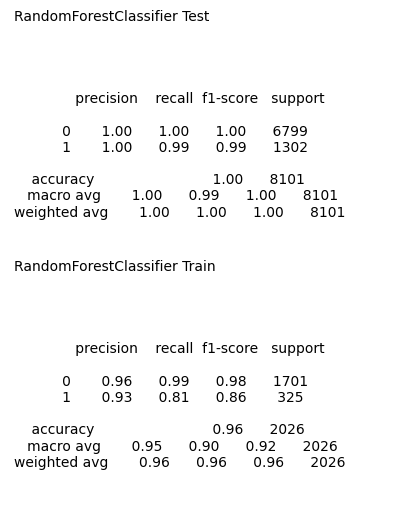 RandomForestClassifier Test
precision recall f1-score support
0 1.00 1.00 1.00 6799
1 1.00 0.99 0.99 1302
accuracy 1.00 8101
macro avg 1.00 0.99 1.00 8101
weighted avg 1.00 1.00 1.00 8101
RandomForestClassifier Train
precision recall f1-score support
0 0.96 0.99 0.98 1701
1 0.93 0.81 0.86 325
accuracy 0.96 2026
macro avg 0.95 0.90 0.92 2026
weighted avg 0.96 0.96 0.96 2026